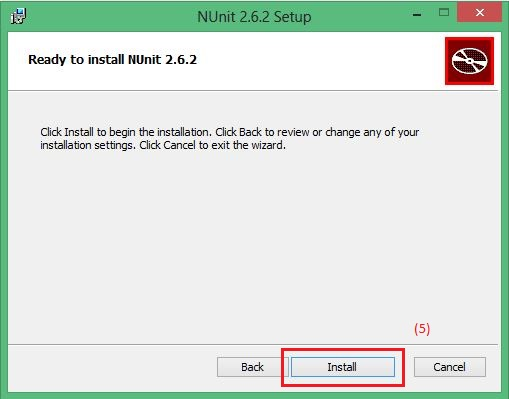 NUnit 2.6.2 Setup
Ready to install NUnit 2.6.2
Click Install to begin the installation. Click Back to review or change any of your
installation settings. Click Cancel to exit the wizard.
(5)
Back Install Cancel